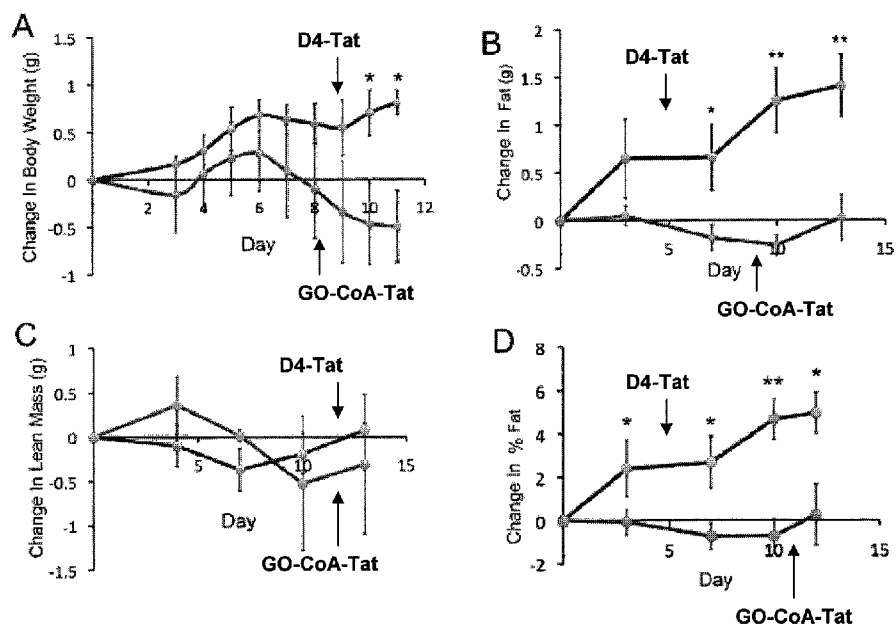 A
Change In Body Weight (g)
1.5
1
0.5
0
-0.5
-1
2
4
6
8
10
12
Day
D4-Tat
* *
GO-CoA-Tat
B
Change In Fat (g)
2
1.5
1
0.5
0
-0.5
5
10
15
Day
D4-Tat
*
**
**
GO-CoA-Tat
C
Change In Lean Mass (g)
1
0.5
0
-0.5
-1
-1.5
5
10
15
Day
D4-Tat
GO-CoA-Tat
D
Change In % Fat
8
6
4
2
0
-2
5
10
15
Day
D4-Tat
*
*
**
*
GO-CoA-Tat